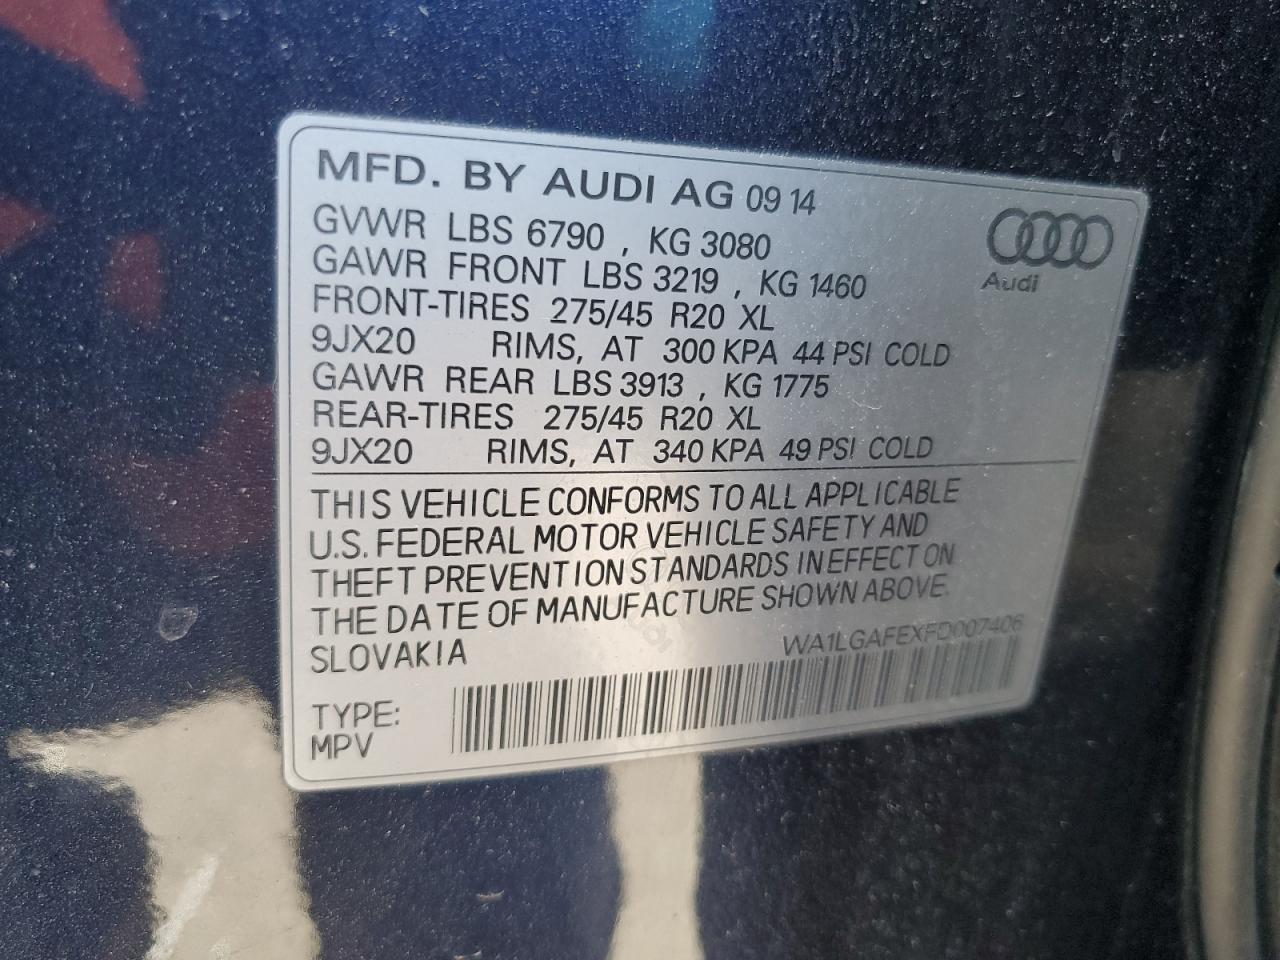 MFD. BY AUDI AG 09 14
GVWR LBS 6790 , KG 3080
GAWR FRONT LBS 3219 , KG 1460
FRONT-TIRES 275/45 R20 XL
9JX20 RIMS, AT 300 KPA 44 PSI COLD
GAWR REAR LBS 3913 , KG 1775
REAR-TIRES 275/45 R20 XL
9JX20 RIMS, AT 340 KPA 49 PSI COLD
Audi
THIS VEHICLE CONFORMS TO ALL APPLICABLE
U.S. FEDERAL MOTOR VEHICLE SAFETY AND
THEFT PREVENTION STANDARDS IN EFFECT ON
THE DATE OF MANUFACTURE SHOWN ABOVE.
SLOVAKIA WA1LGAFEXFD007406
TYPE:
MPV